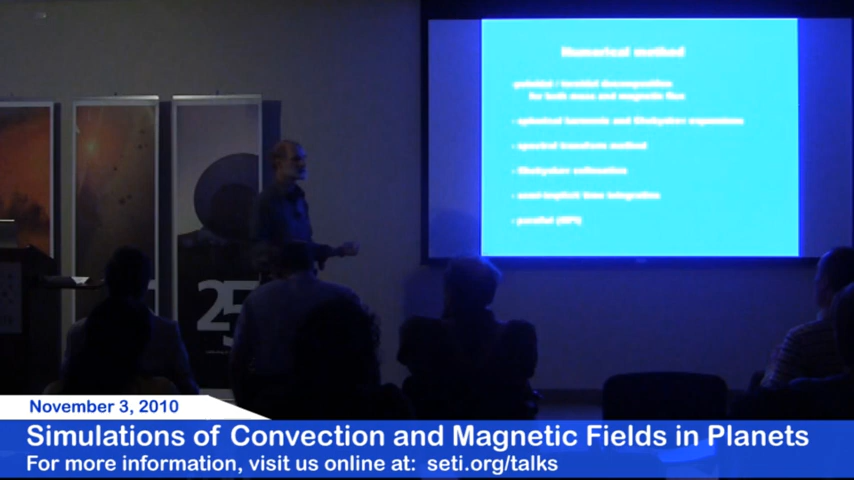 Numerical method
poloidal / toroidal decomposition
for both mass and magnetic flux
- spherical harmonic and Chebyshev expansions
- spectral transform method
- semi-implicit time integration
- parallel (MPI)
25
November 3, 2010
Simulations of Convection and Magnetic Fields in Planets
For more information, visit us online at: seti.org/talks